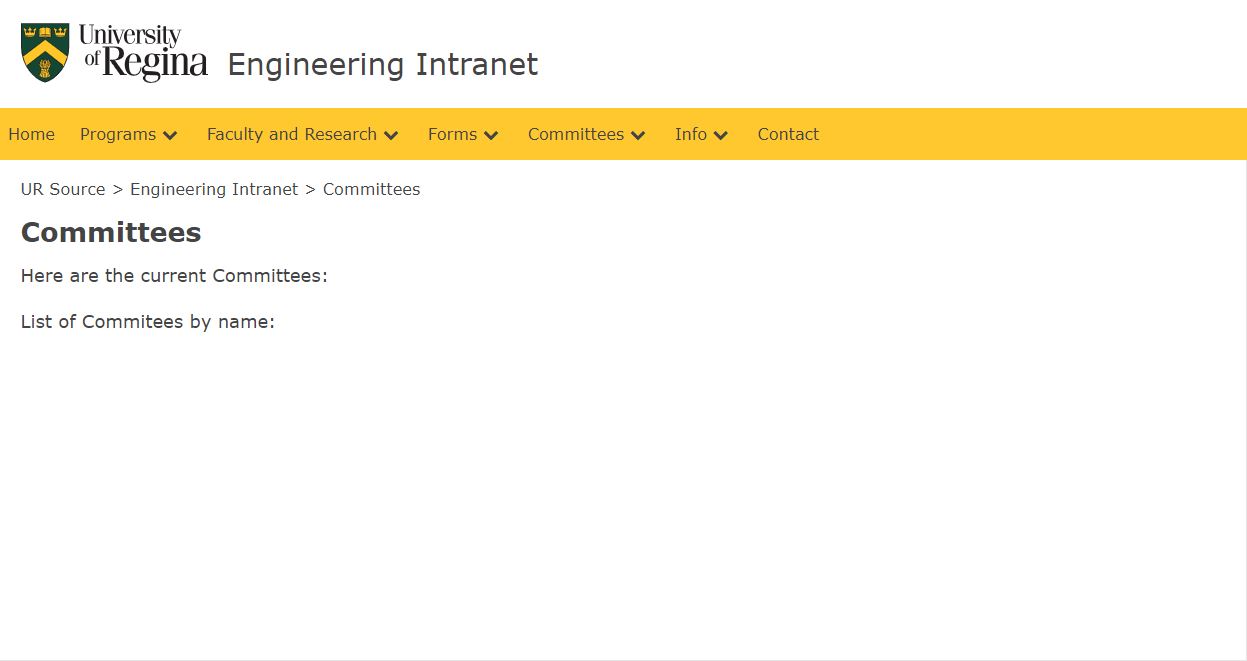 University
of Regina
Engineering Intranet
Home Programs Faculty and Research Forms Committees Info Contact
UR Source > Engineering Intranet > Committees
Committees
Here are the current Committees:
List of Commitees by name: